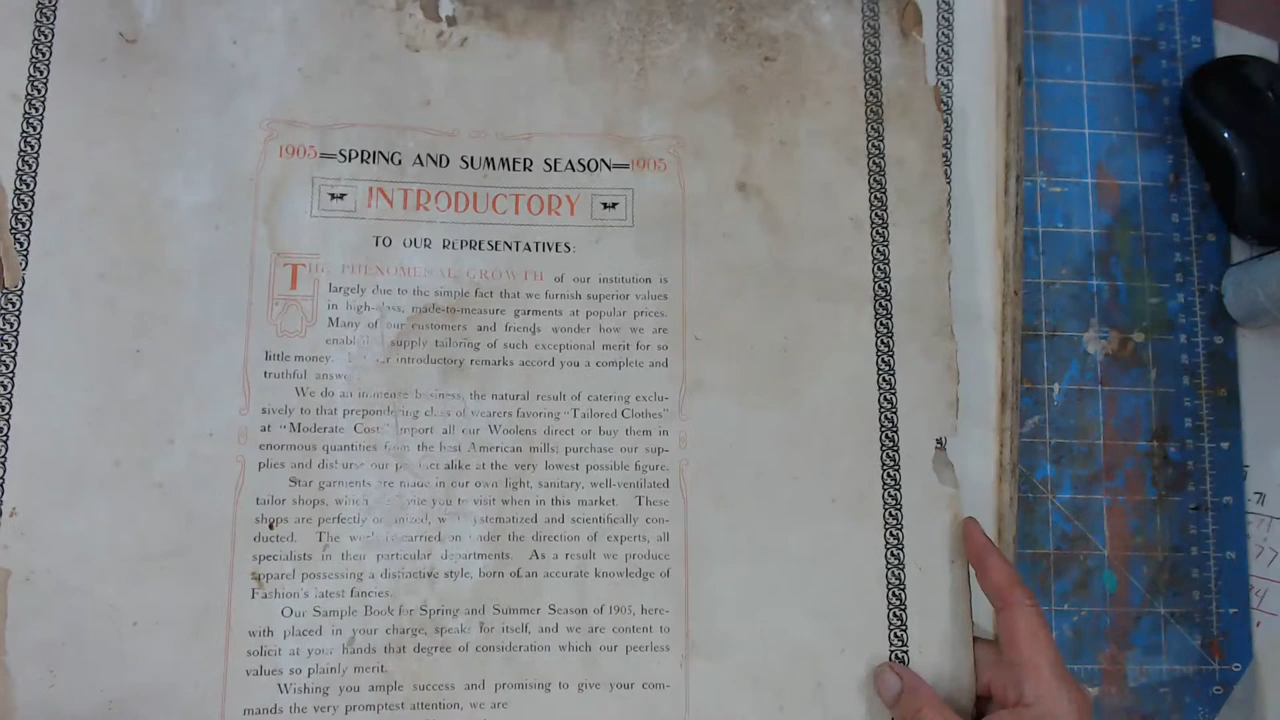 1905=SPRING AND SUMMER SEASON=1905
INTRODUCTORY
TO OUR REPRESENTATIVES:
THE PHENOMENAL GROWTH of our institution is
largely due to the simple fact that we furnish superior values
in high-class, made-to-measure garments at popular prices.
Many of our customers and friends wonder how we are
supply tailoring of such exceptional merit for so
little money. introductory remarks accord you a complete and
truthful
We do an immense business, the natural result of catering exclu-
sively to that preponderating class of wearers favoring "Tailored Clothes"
at "Moderate Cost" import all our Woolens direct or buy them in
enormous quantities from the best American mills; purchase our sup-
plies and disburse our product alike at the very lowest possible figure.
Star garments are made in our own light, sanitary, well-ventilated
tailor shops, which you to visit when in this market. These
shops are perfectly organized, systematized and scientifically con-
ducted. The work is carried on under the direction of experts, all
specialists in their particular departments. As a result we produce
apparel possessing a distinctive style, born of an accurate knowledge of
Fashion's latest fancies.
Our Sample Book for Spring and Summer Season of 1905, here-
with placed in your charge, speaks for itself, and we are content to
solicit at your hands that degree of consideration which our peerless
values so plainly merit.
Wishing you ample success and promising to give your com-
mands the very promptest attention, we are